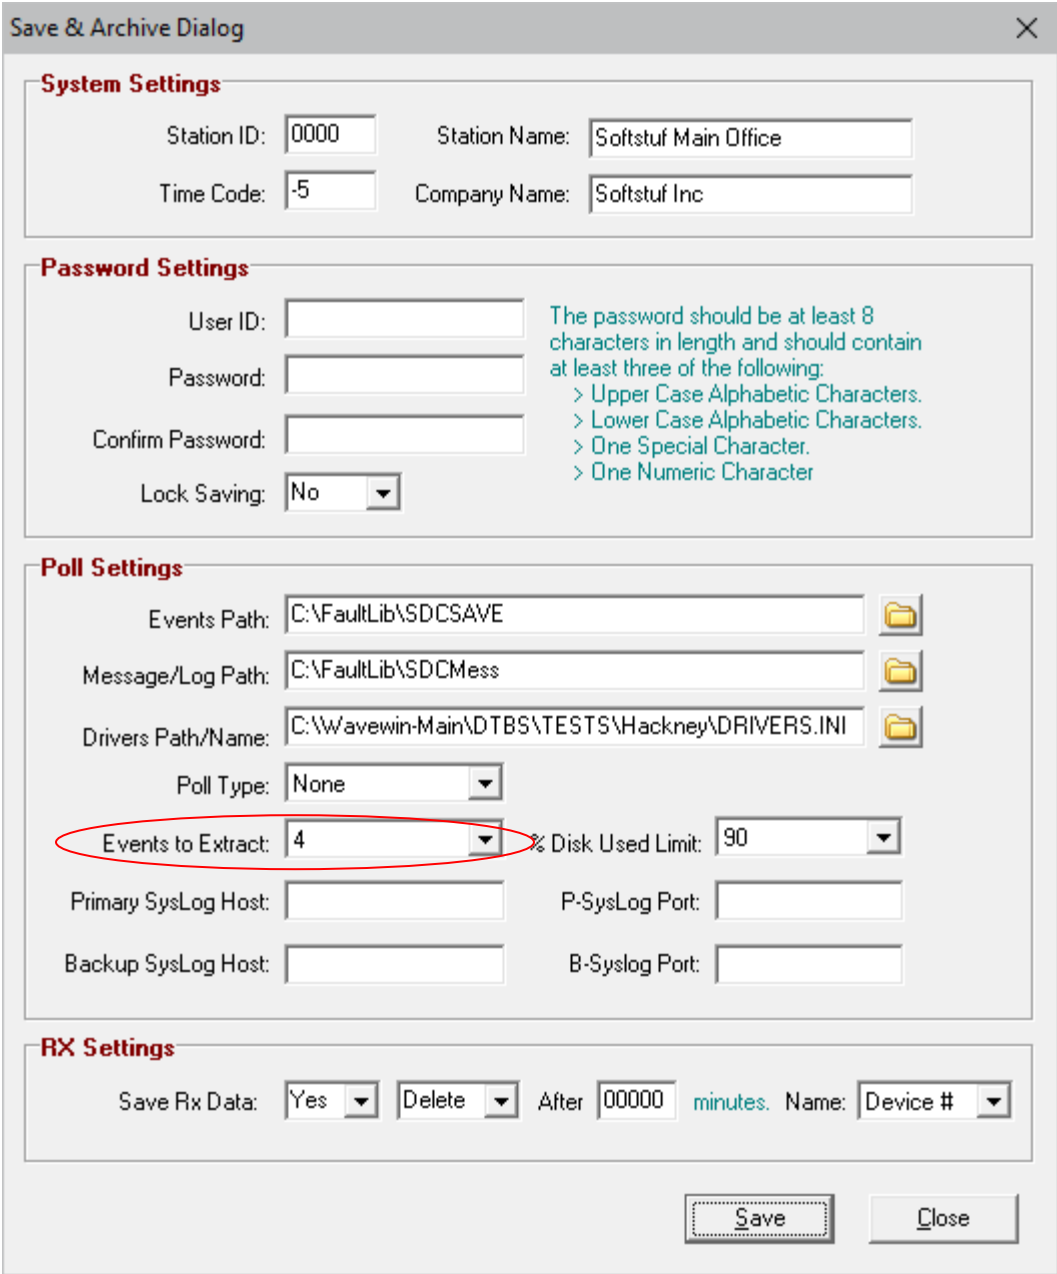 Save & Archive Dialog
System Settings
Station ID: 0000 Station Name: Softstuf Main Office
Time Code: -5 Company Name: Softstuf Inc
Password Settings
User ID:
The password should be at least 8
characters in length and should contain
at least three of the following:
Password:
> Upper Case Alphabetic Characters.
> Lower Case Alphabetic Characters.
Confirm Password:
> One Special Character.
> One Numeric Character
Lock Saving: No
Poll Settings
Events Path: C:\FaultLib\SDCSAVE
Message/Log Path: C:\FaultLib\SDCMess
Drivers Path/Name: C:\Wavewin-Main\DTBS\TESTS\Hackney\DRIVERS.INI
Poll Type: None
Events to Extract: 4 % Disk Used Limit: 90
Primary SysLog Host: P-SysLog Port:
Backup SysLog Host: B-Syslog Port:
RX Settings
Save Rx Data: Yes Delete After 00000 minutes. Name: Device #
Save Close